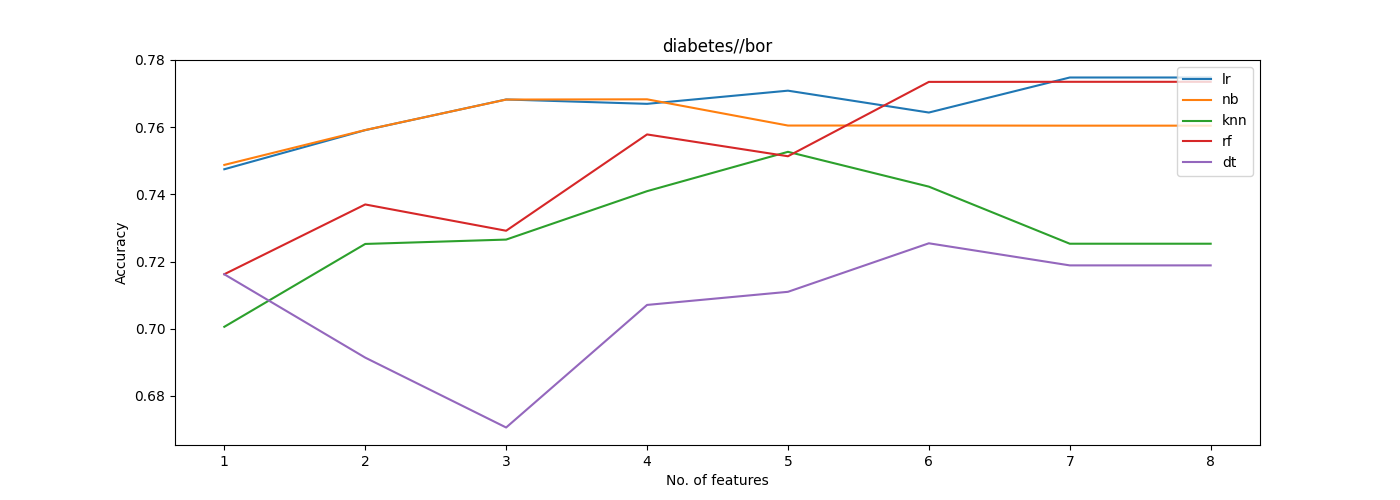 diabetes//bor
0.78
0.76
0.74
0.72
0.70
0.68
Accuracy
lr
nb
knn
rf
dt
1 2 3 4 5 6 7 8
No. of features